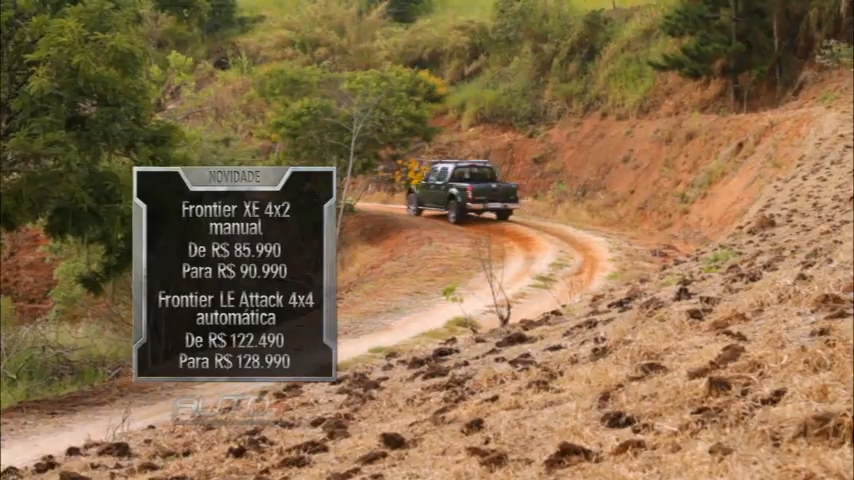 NOVIDADE
Frontier XE 4x2
manual
De R$ 85.990
Para R$ 90.990
Frontier LE Attack 4x4
automática
De R$ 122.490
Para R$ 128.990
AUTO